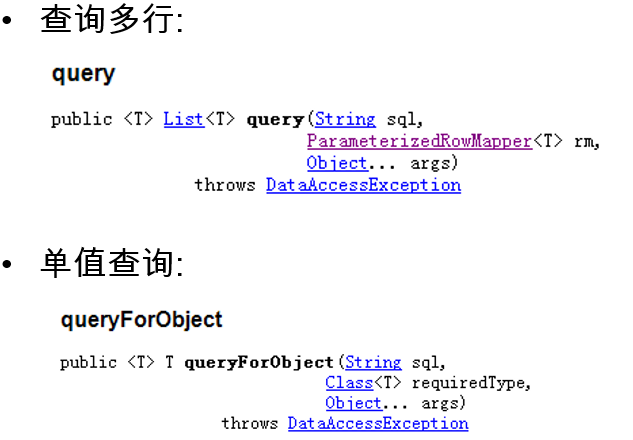 • 查询多行:
query
public <T> List<T> query(String sql,
ParameterizedRowMapper<T> rm,
Object... args)
throws DataAccessException
• 单值查询:
queryForObject
public <T> T queryForObject(String sql,
Class<T> requiredType,
Object... args)
throws DataAccessException